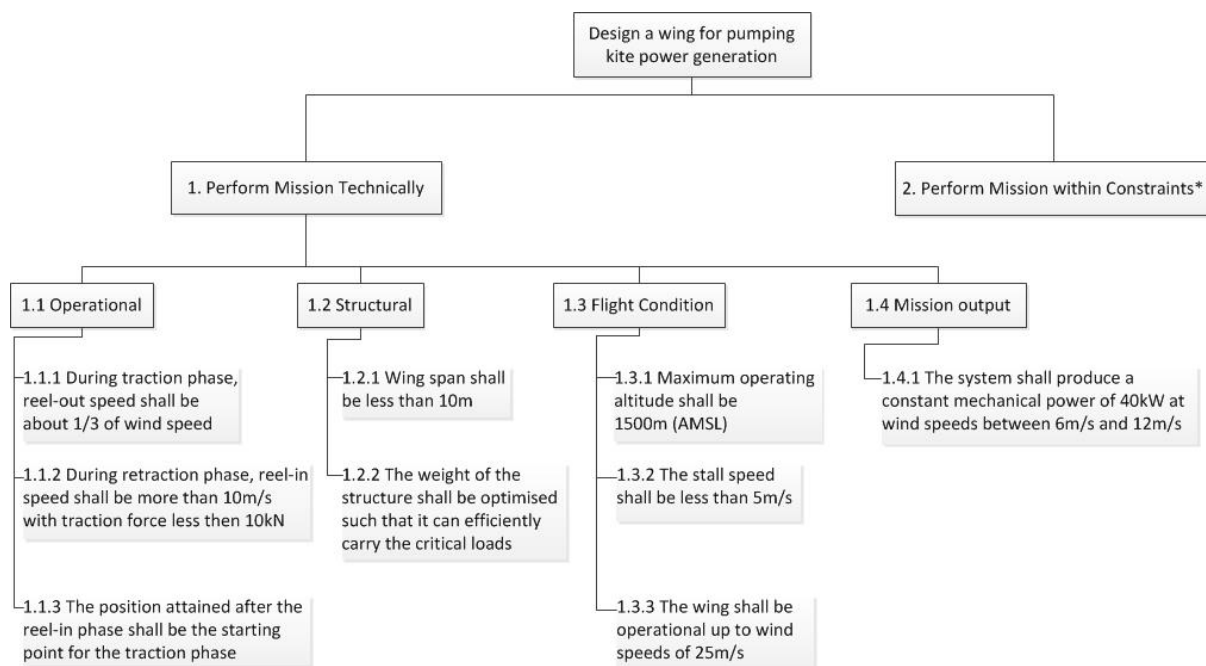 Design a wing for pumping
kite power generation
1. Perform Mission Technically
2. Perform Mission within Constraints*
1.1 Operational
1.2 Structural
1.3 Flight Condition
1.4 Mission output
1.1.1 During traction phase,
reel-out speed shall be
about 1/3 of wind speed
1.1.2 During retraction phase, reel-in
speed shall be more than 10m/s
with traction force less then 10kN
1.1.3 The position attained after the
reel-in phase shall be the starting
point for the traction phase
1.2.1 Wing span shall
be less than 10m
1.2.2 The weight of the
structure shall be optimised
such that it can efficiently
carry the critical loads
1.3.1 Maximum operating
altitude shall be
1500m (AMSL)
1.3.2 The stall speed
shall be less than 5m/s
1.3.3 The wing shall be
operational up to wind
speeds of 25m/s
1.4.1 The system shall produce a
constant mechanical power of 40kW at
wind speeds between 6m/s and 12m/s